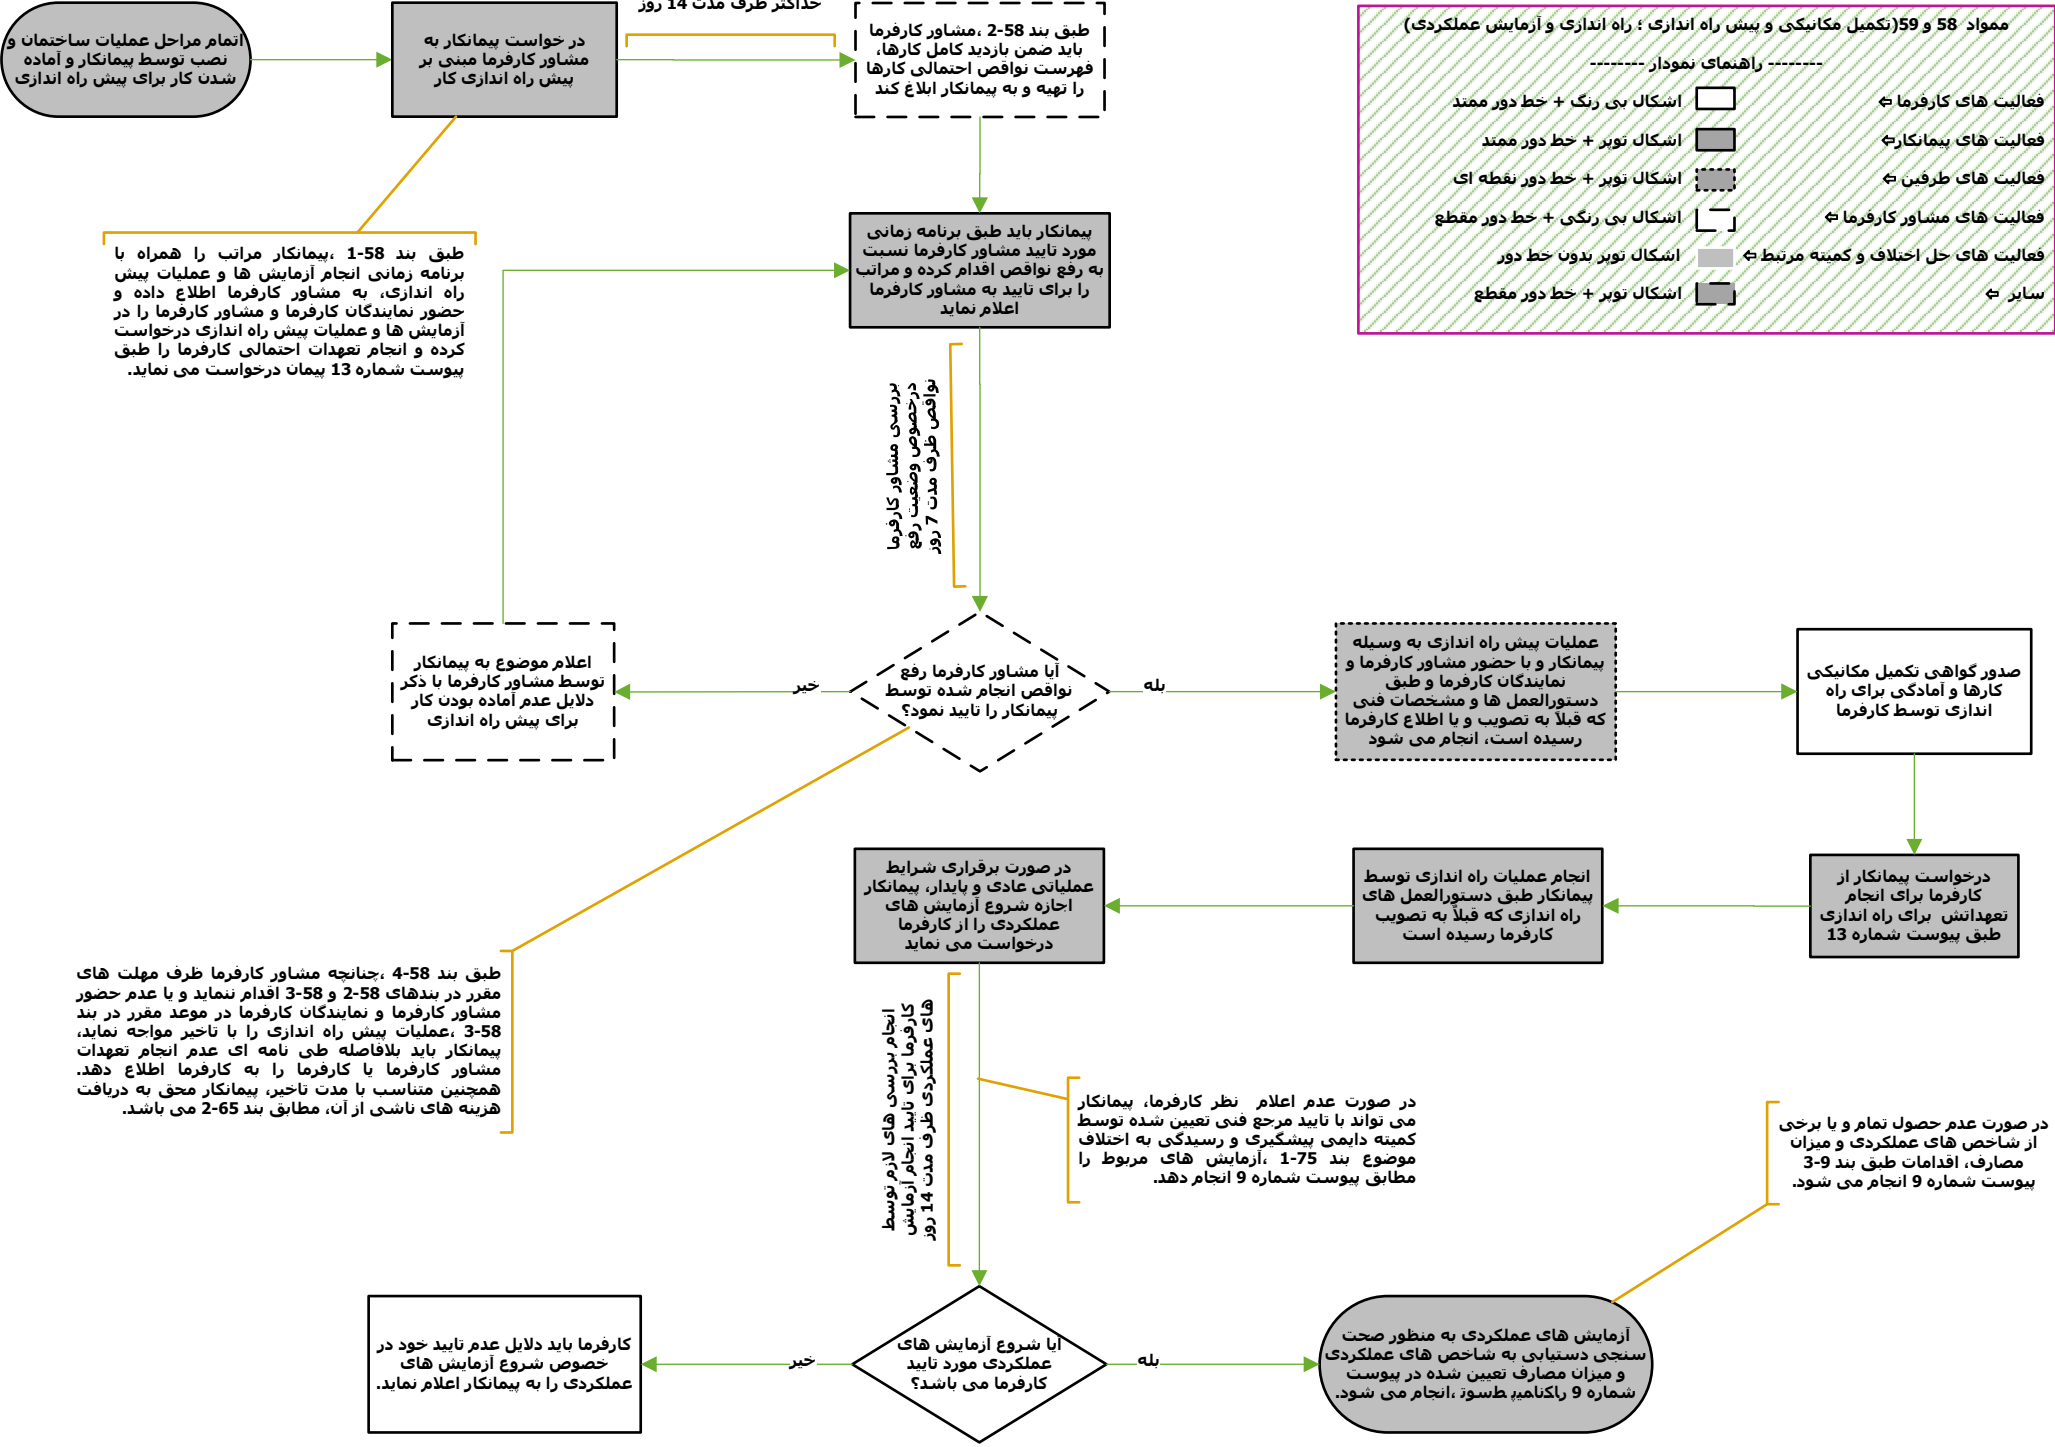 حداکثر ظرف مدت 14 روز
اتمام مراحل عملیات ساختمان و
نصب توسط پیمانکار و آماده
شدن کار برای پیش راه اندازی
در خواست پیمانکار به
مشاور کارفرما مبنی بر
پیش راه اندازی کار
طبق بند 58-2 ،مشاور کارفرما
باید ضمن بازدید کامل کارها،
فهرست نواقص احتمالی کارها
را تهیه و به پیمانکار ابلاغ کند
ممواد 58 و 59(تکمیل مکانیکی و پیش راه اندازی ؛ راه اندازی و آزمایش عملکردی)
-------- راهنمای نمودار --------
فعالیت های کارفرما ⇦ اشکال بی رنگ + خط دور ممتد
فعالیت های پیمانکار⇦ اشکال توپر + خط دور ممتد
فعالیت های طرفین ⇦ اشکال توپر + خط دور نقطه ای
فعالیت های مشاور کارفرما ⇦ اشکال بی رنگی + خط دور مقطع
فعالیت های حل اختلاف و کمیته مرتبط ⇦ اشکال توپر بدون خط دور
سایر ⇦ اشکال توپر + خط دور مقطع
طبق بند 58-1 ،پیمانکار مراتب را همراه با
برنامه زمانی انجام آزمایش ها و عملیات پیش
راه اندازی، به مشاور کارفرما اطلاع داده و
حضور نمایندگان کارفرما و مشاور کارفرما را در
آزمایش ها و عملیات پیش راه اندازی درخواست
کرده و انجام تعهدات احتمالی کارفرما را طبق
پیوست شماره 13 پیمان درخواست می نماید.
پیمانکار باید طبق برنامه زمانی
مورد تایید مشاور کارفرما نسبت
به رفع نواقص اقدام کرده و مراتب
را برای تایید به مشاور کارفرما
اعلام نماید
بررسی مشاور کارفرما
درخصوص وضعیت رفع
نواقص ظرف مدت 7 روز
آیا مشاور کارفرما رفع
نواقص انجام شده توسط
پیمانکار را تایید نمود؟
خیر
بله
اعلام موضوع به پیمانکار
توسط مشاور کارفرما با ذکر
دلایل عدم آماده بودن کار
برای پیش راه اندازی
عملیات پیش راه اندازی به وسیله
پیمانکار و با حضور مشاور کارفرما و
نمایندگان کارفرما و طبق
دستورالعمل ها و مشخصات فنی
که قبلاً به تصویب و یا اطلاع کارفرما
رسیده است، انجام می شود
صدور گواهی تکمیل مکانیکی
کارها و آمادگی برای راه
اندازی توسط کارفرما
درخواست پیمانکار از
کارفرما برای انجام
تعهداتش برای راه اندازی
طبق پیوست شماره 13
انجام عملیات راه اندازی توسط
پیمانکار طبق دستورالعمل های
راه اندازی که قبلاً به تصویب
کارفرما رسیده است
در صورت برقراری شرایط
عملیاتی عادی و پایدار، پیمانکار
اجازه شروع آزمایش های
عملکردی را از کارفرما
درخواست می نماید
طبق بند 58-4 ،چنانچه مشاور کارفرما ظرف مهلت های
مقرر در بندهای 58-2 و 58-3 اقدام ننماید و یا عدم حضور
مشاور کارفرما و نمایندگان کارفرما در موعد مقرر در بند
58-3 ،عملیات پیش راه اندازی را با تاخیر مواجه نماید،
پیمانکار باید بلافاصله طی نامه ای عدم انجام تعهدات
مشاور کارفرما یا کارفرما را به کارفرما اطلاع دهد.
همچنین متناسب با مدت تاخیر، پیمانکار محق به دریافت
هزینه های ناشی از آن، مطابق بند 65-2 می باشد.
انجام بررسی های لازم توسط
کارفرما برای تایید انجام آزمایش
های عملکردی ظرف مدت 14 روز
در صورت عدم اعلام نظر کارفرما، پیمانکار
می تواند با تایید مرجع فنی تعیین شده توسط
کمیته دایمی پیشگیری و رسیدگی به اختلاف
موضوع بند 75-1 ،آزمایش های مربوط را
مطابق پیوست شماره 9 انجام دهد.
در صورت عدم حصول تمام و یا برخی
از شاخص های عملکردی و میزان
مصارف، اقدامات طبق بند 9-3
پیوست شماره 9 انجام می شود.
آیا شروع آزمایش های
عملکردی مورد تایید
کارفرما می باشد؟
خیر
بله
کارفرما باید دلایل عدم تایید خود در
خصوص شروع آزمایش های
عملکردی را به پیمانکار اعلام نماید.
آزمایش های عملکردی به منظور صحت
سنجی دستیابی به شاخص های عملکردی
و میزان مصارف تعیین شده در پیوست
شماره 9 راکنامیپ طسوت ،انجام می شود.